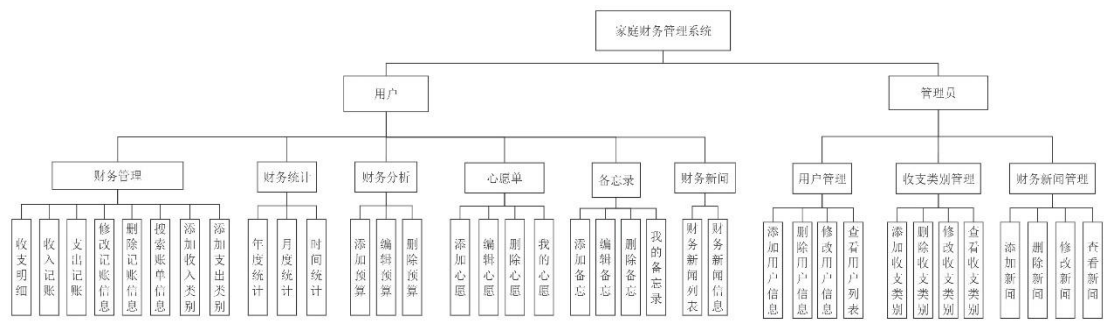 家庭财务管理系统
用户
管理员
财务管理
财务统计
财务分析
心愿单
备忘录
财务新闻
用户管理
收支类别管理
财务新闻管理
收支明细
收入记账
支出记账
修改记账信息
删除记账信息
搜索账单信息
添加收入类别
添加支出类别
年度统计
月度统计
时间统计
添加预算
编辑预算
删除预算
添加心愿
编辑心愿
删除心愿
我的心愿
添加备忘
编辑备忘
删除备忘
我的备忘录
财务新闻列表
财务新闻信息
添加用户信息
删除用户信息
修改用户信息
查看用户列表
添加收支类别
删除收支类别
修改收支类别
查看收支类别
添加新闻
删除新闻
修改新闻
查看新闻